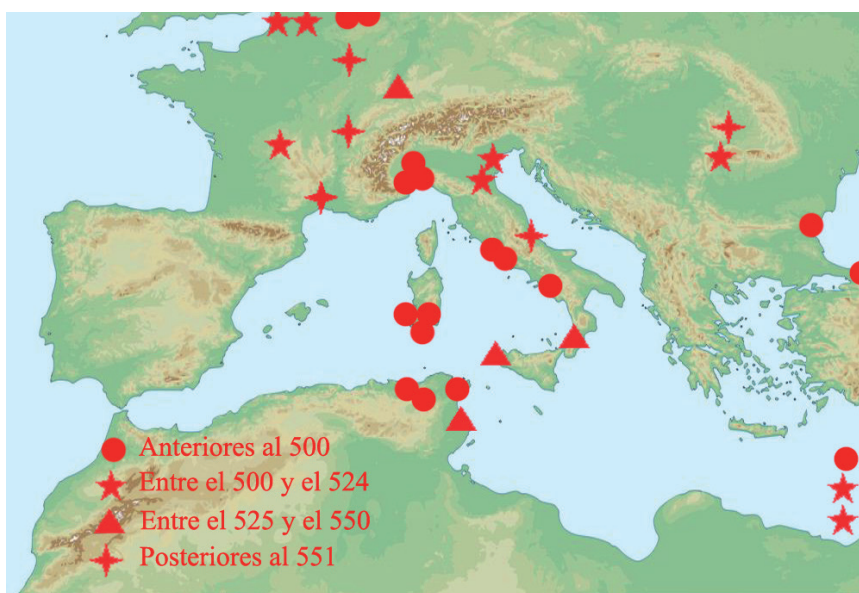 Anteriores al 500
Entre el 500 y el 524
Entre el 525 y el 550
Posteriores al 551